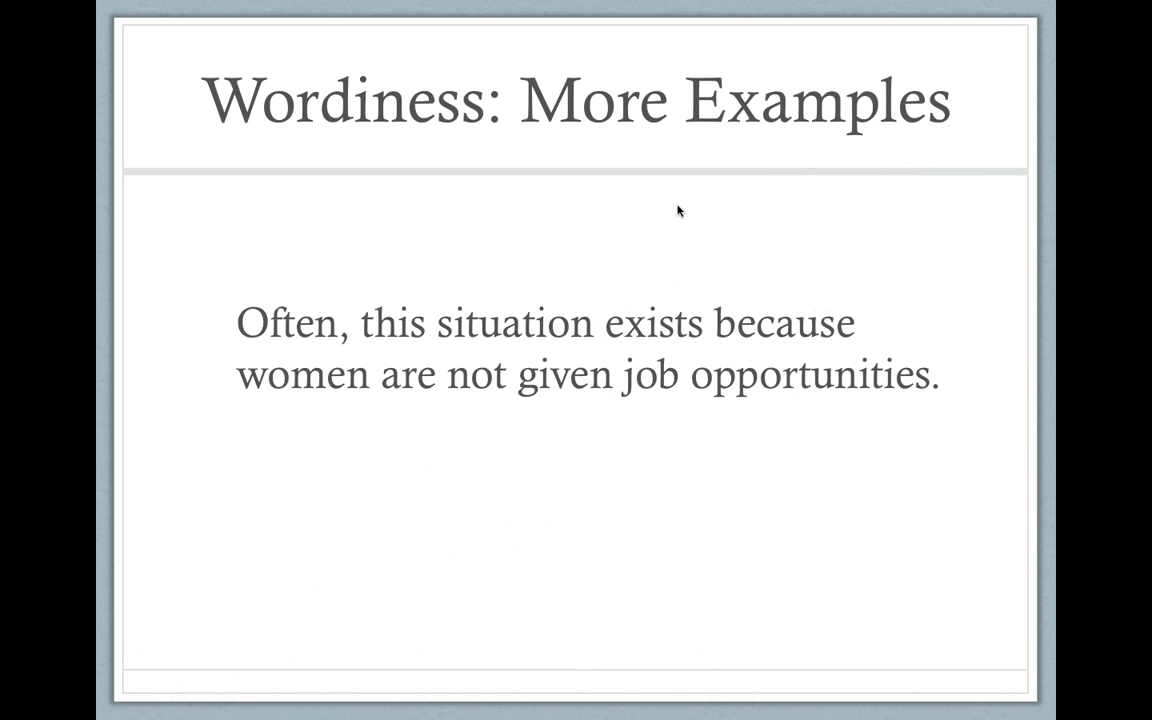 Wordiness: More Examples
Often, this situation exists because
women are not given job opportunities.